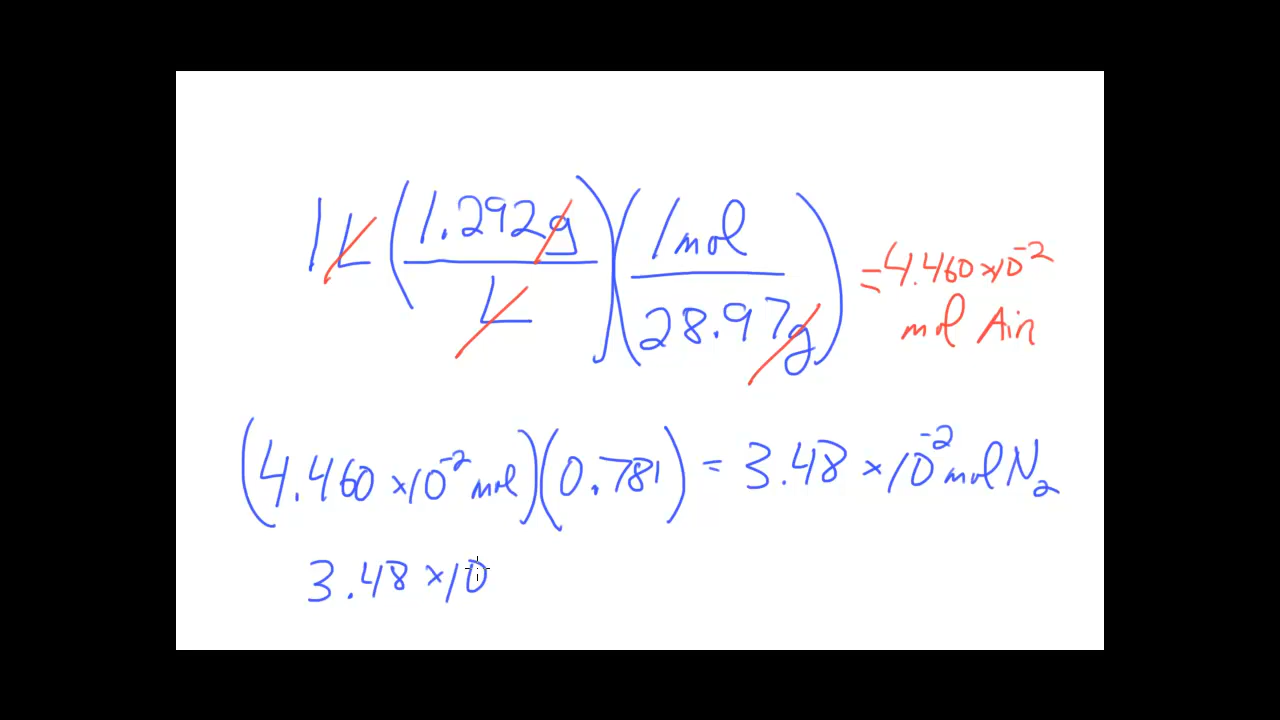 1L (1.292g / L) (1mol / 28.97g) = 4.460 × 10⁻²
mol Air
(4.460 × 10⁻² mol)(0.781) = 3.48 × 10⁻² mol N₂
3.48 × 10